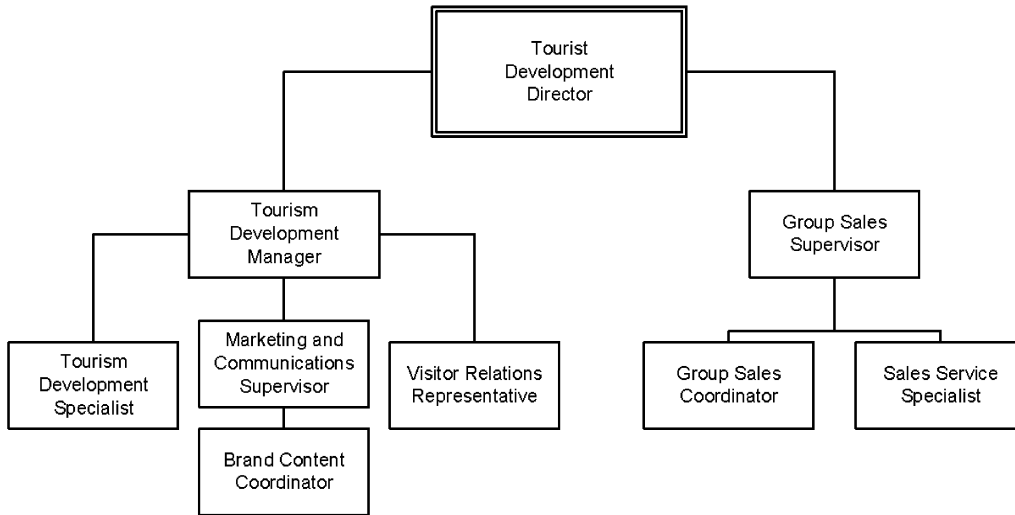 Tourist
Development
Director
Tourism
Development
Manager
Group Sales
Supervisor
Tourism
Development
Specialist
Marketing and
Communications
Supervisor
Visitor Relations
Representative
Group Sales
Coordinator
Sales Service
Specialist
Brand Content
Coordinator